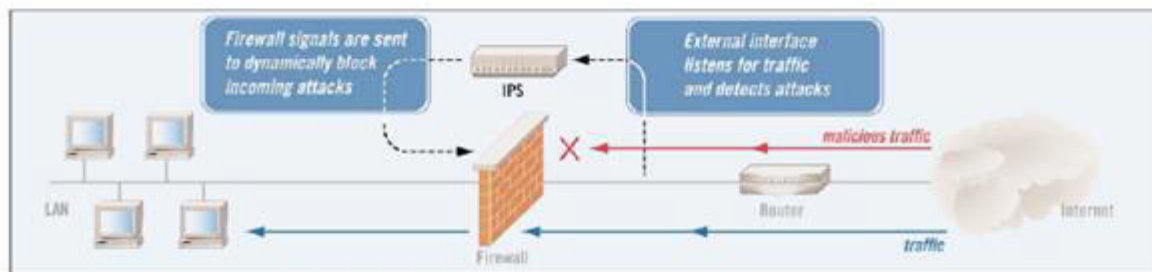 Firewall signals are sent
to dynamically block
incoming attacks
IPS
External interface
listens for traffic
and detects attacks
malicious traffic
LAN
Router
Internet
traffic
Firewall